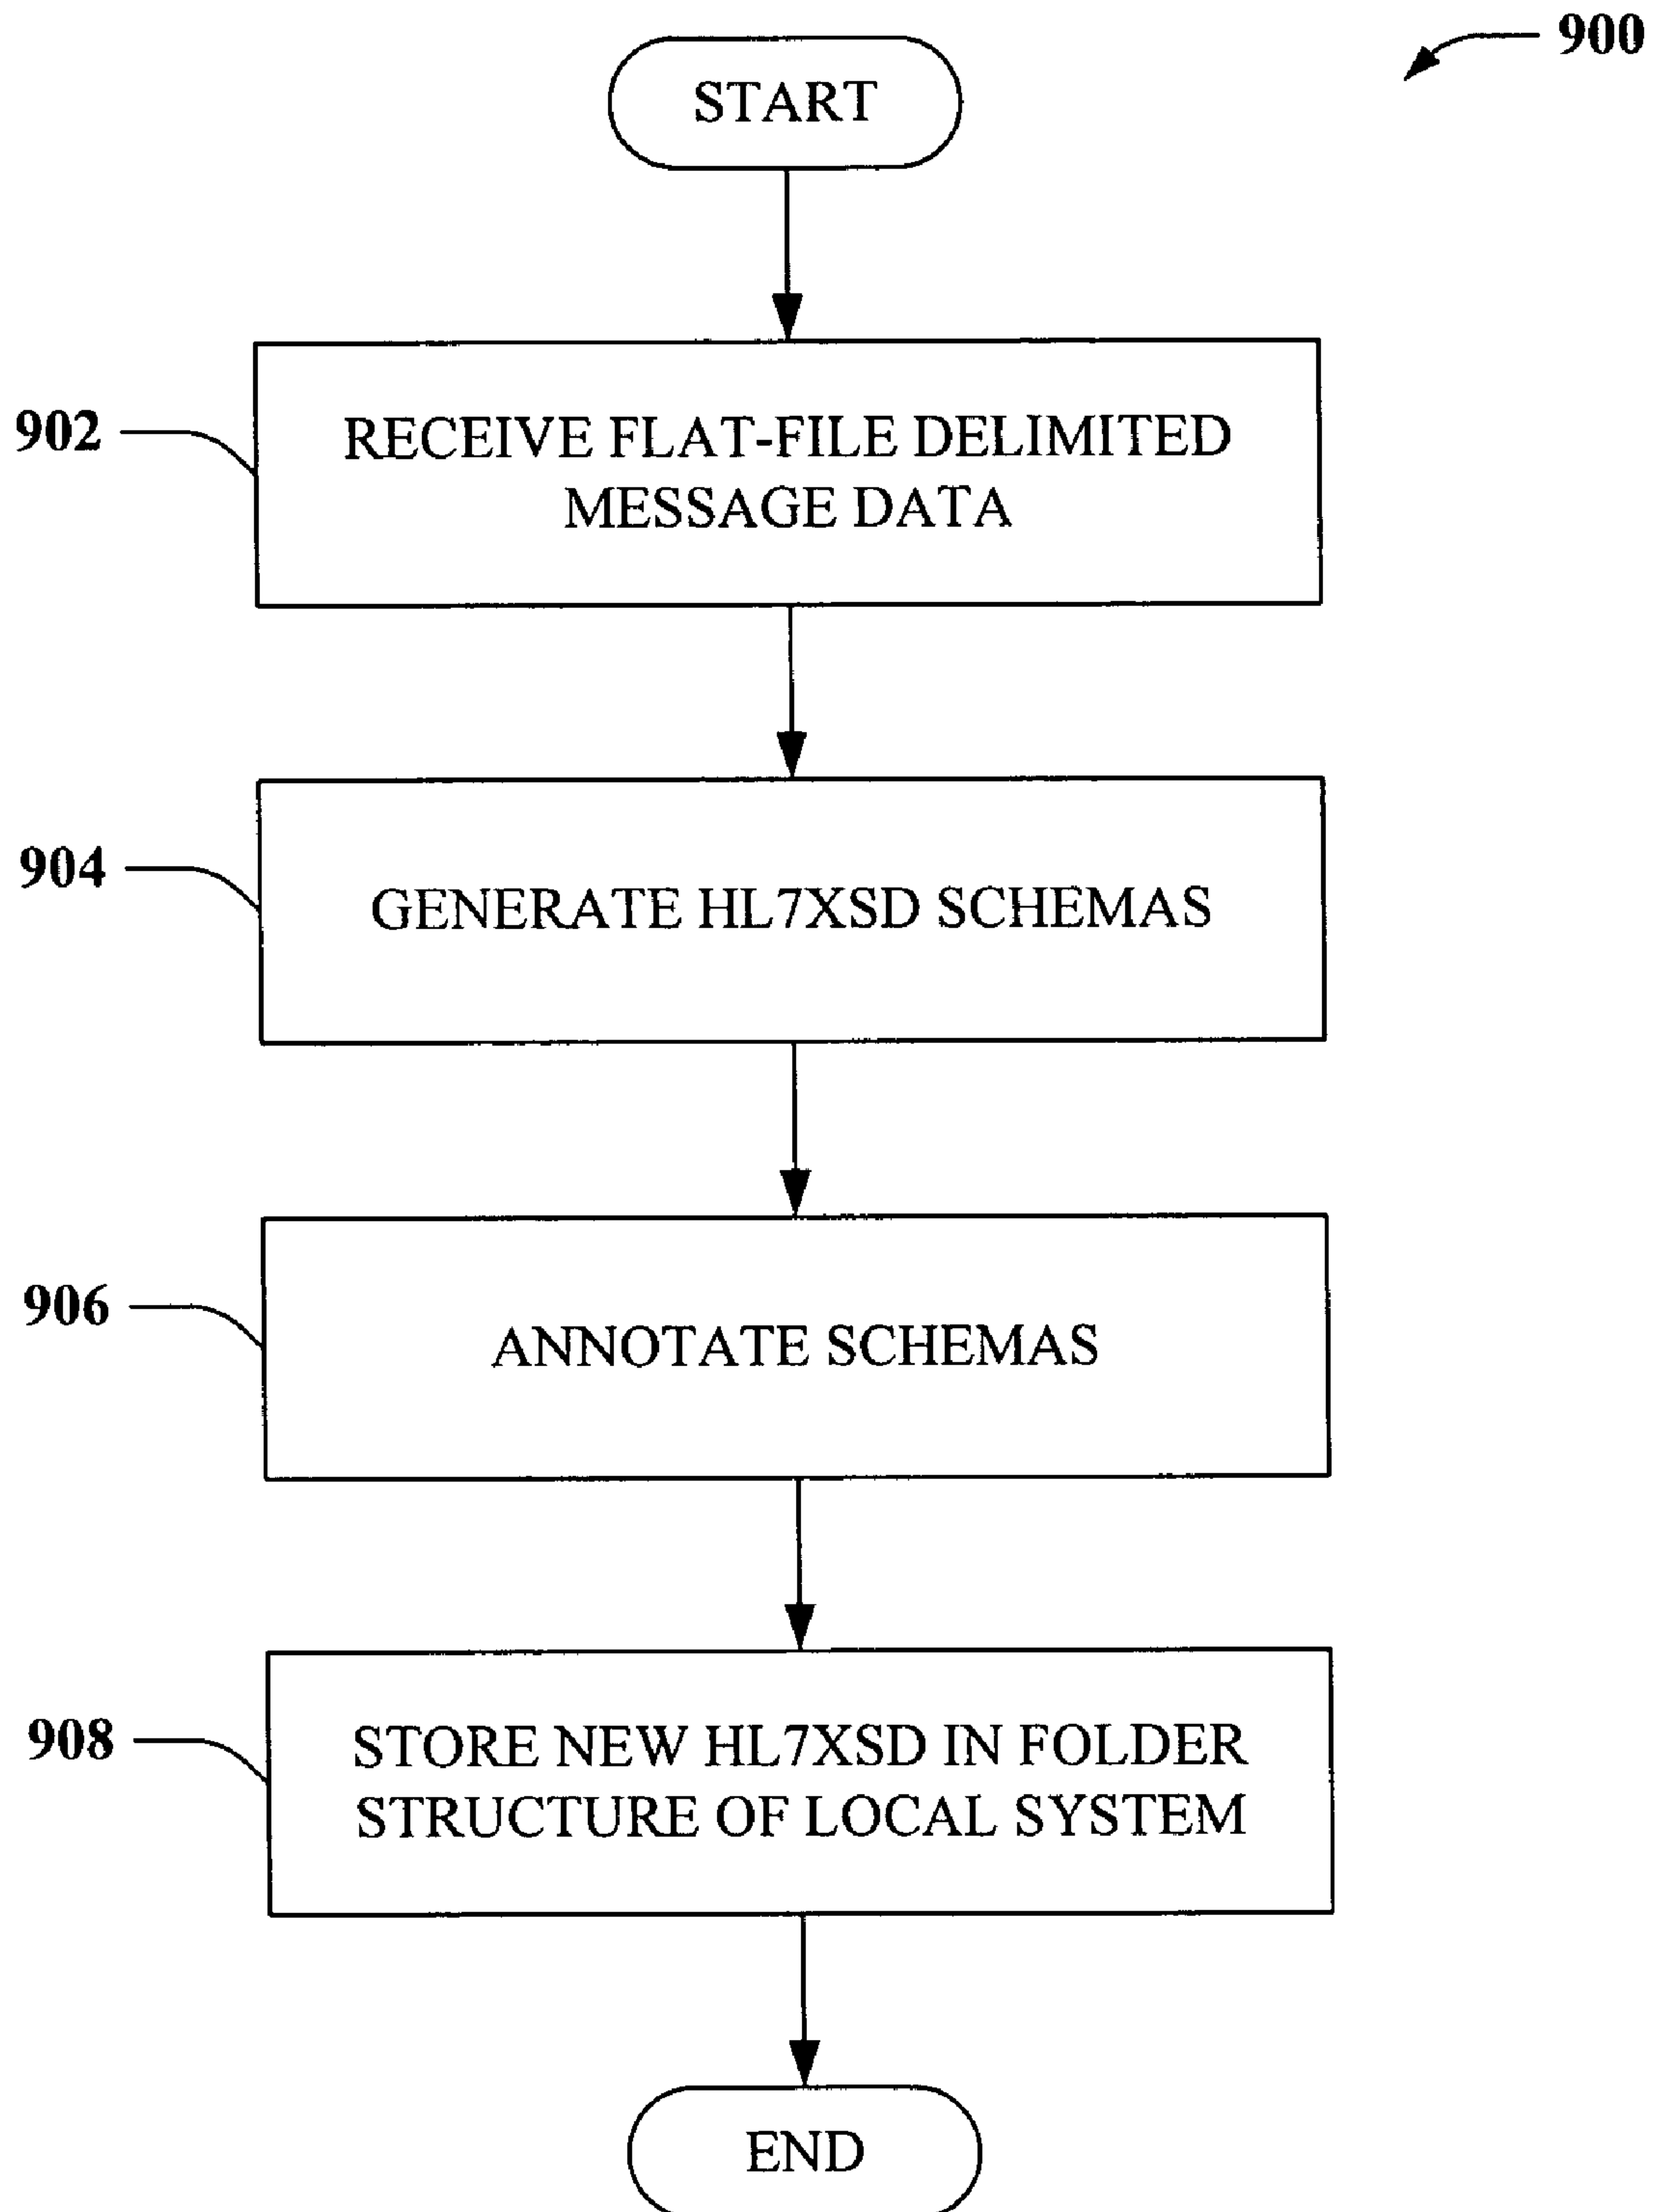 900
START
902
RECEIVE FLAT-FILE DELIMITED
MESSAGE DATA
904
GENERATE HL7XSD SCHEMAS
906
ANNOTATE SCHEMAS
908
STORE NEW HL7XSD IN FOLDER
STRUCTURE OF LOCAL SYSTEM
END